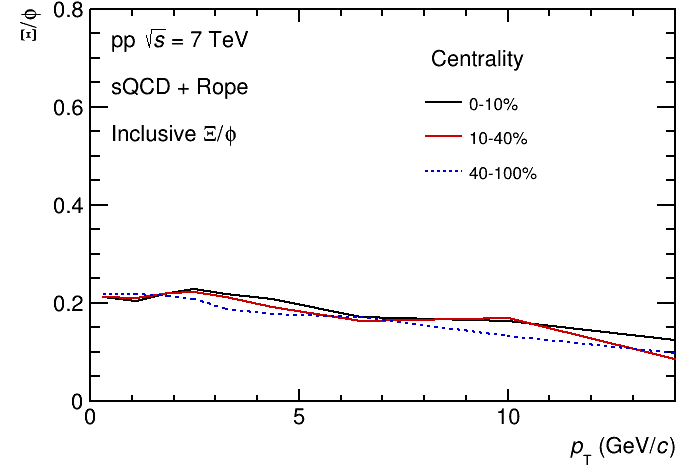 Ξ/ϕ
0.8
0.6
0.4
0.2
0
pp √s = 7 TeV
sQCD + Rope
Inclusive Ξ/ϕ
Centrality
0-10%
10-40%
40-100%
0 5 10
p_T (GeV/c)